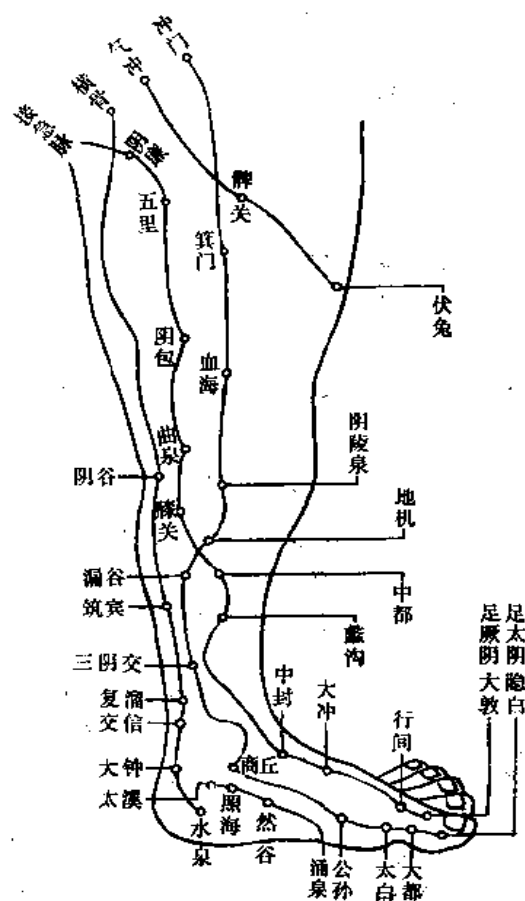 冲门
气冲
横骨
急脉
阴廉
五里
髀关
箕门
伏兔
阴包
血海
曲泉
阴陵泉
阴谷
膝关
地机
漏谷
中都
筑宾
蠡沟
三阴交
中封
大冲
足厥阴大敦
足太阴隐白
复溜
交信
行间
大钟
商丘
太溪
照海
然谷
水泉
涌泉
公孙
太白
大都